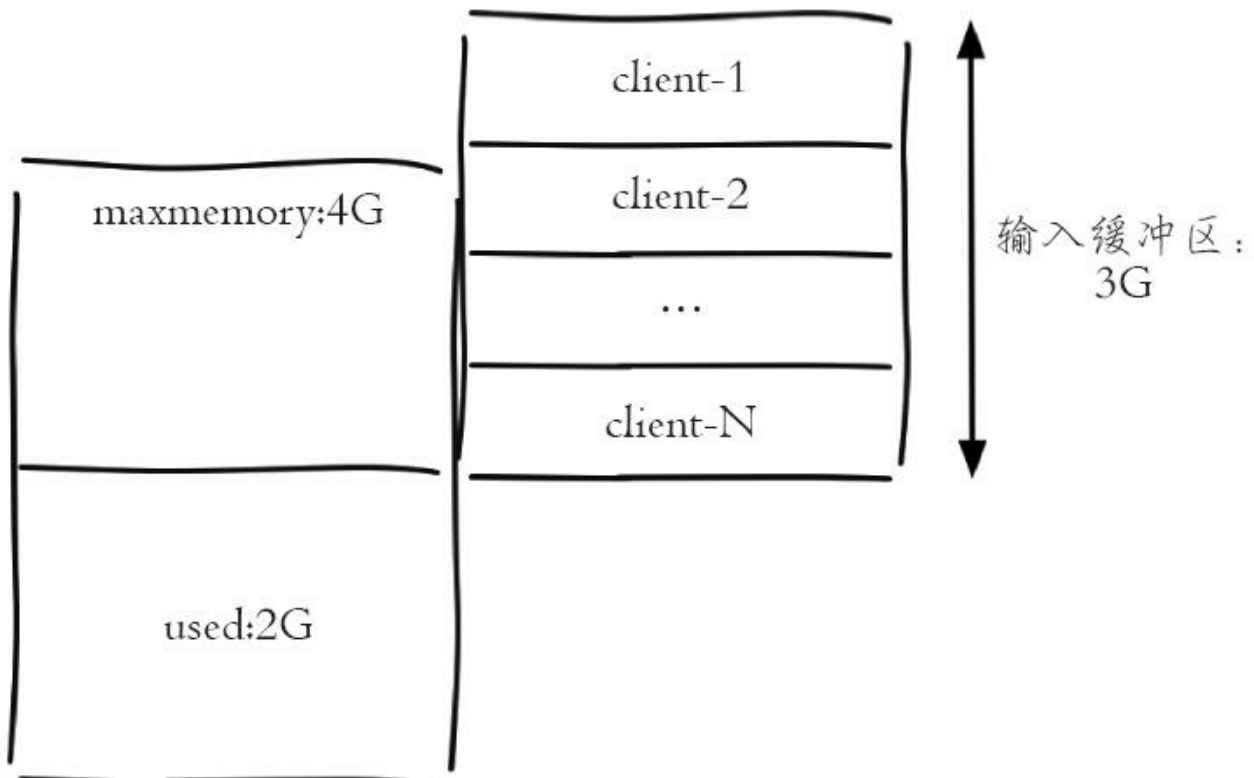 client-1
client-2
...
client-N
maxmemory:4G
used:2G
输入缓冲区:
3G